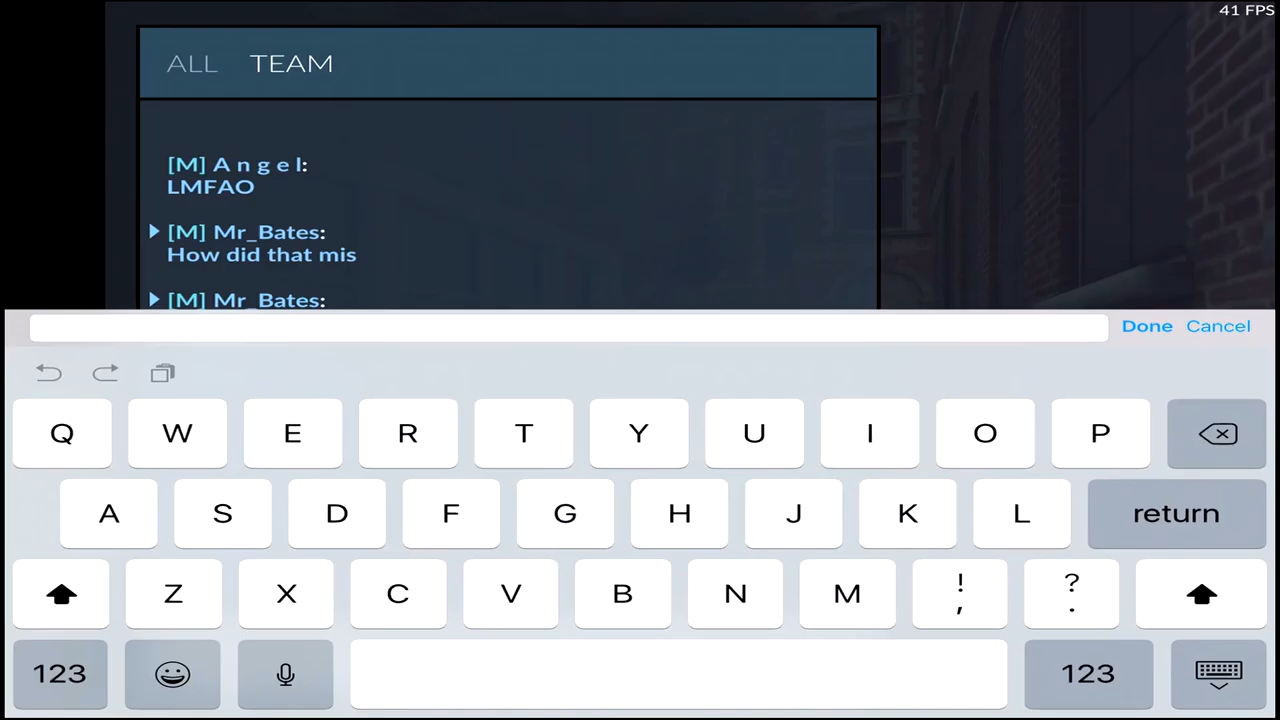 41 FPS
ALL TEAM
[M] A n g e l:
LMFAO
[M] Mr_Bates:
How did that mis
[M] Mr_Bates:
Done Cancel
Q W E R T Y U I O P
A S D F G H J K L return
Z X C V B N M ! , ? .
123 123